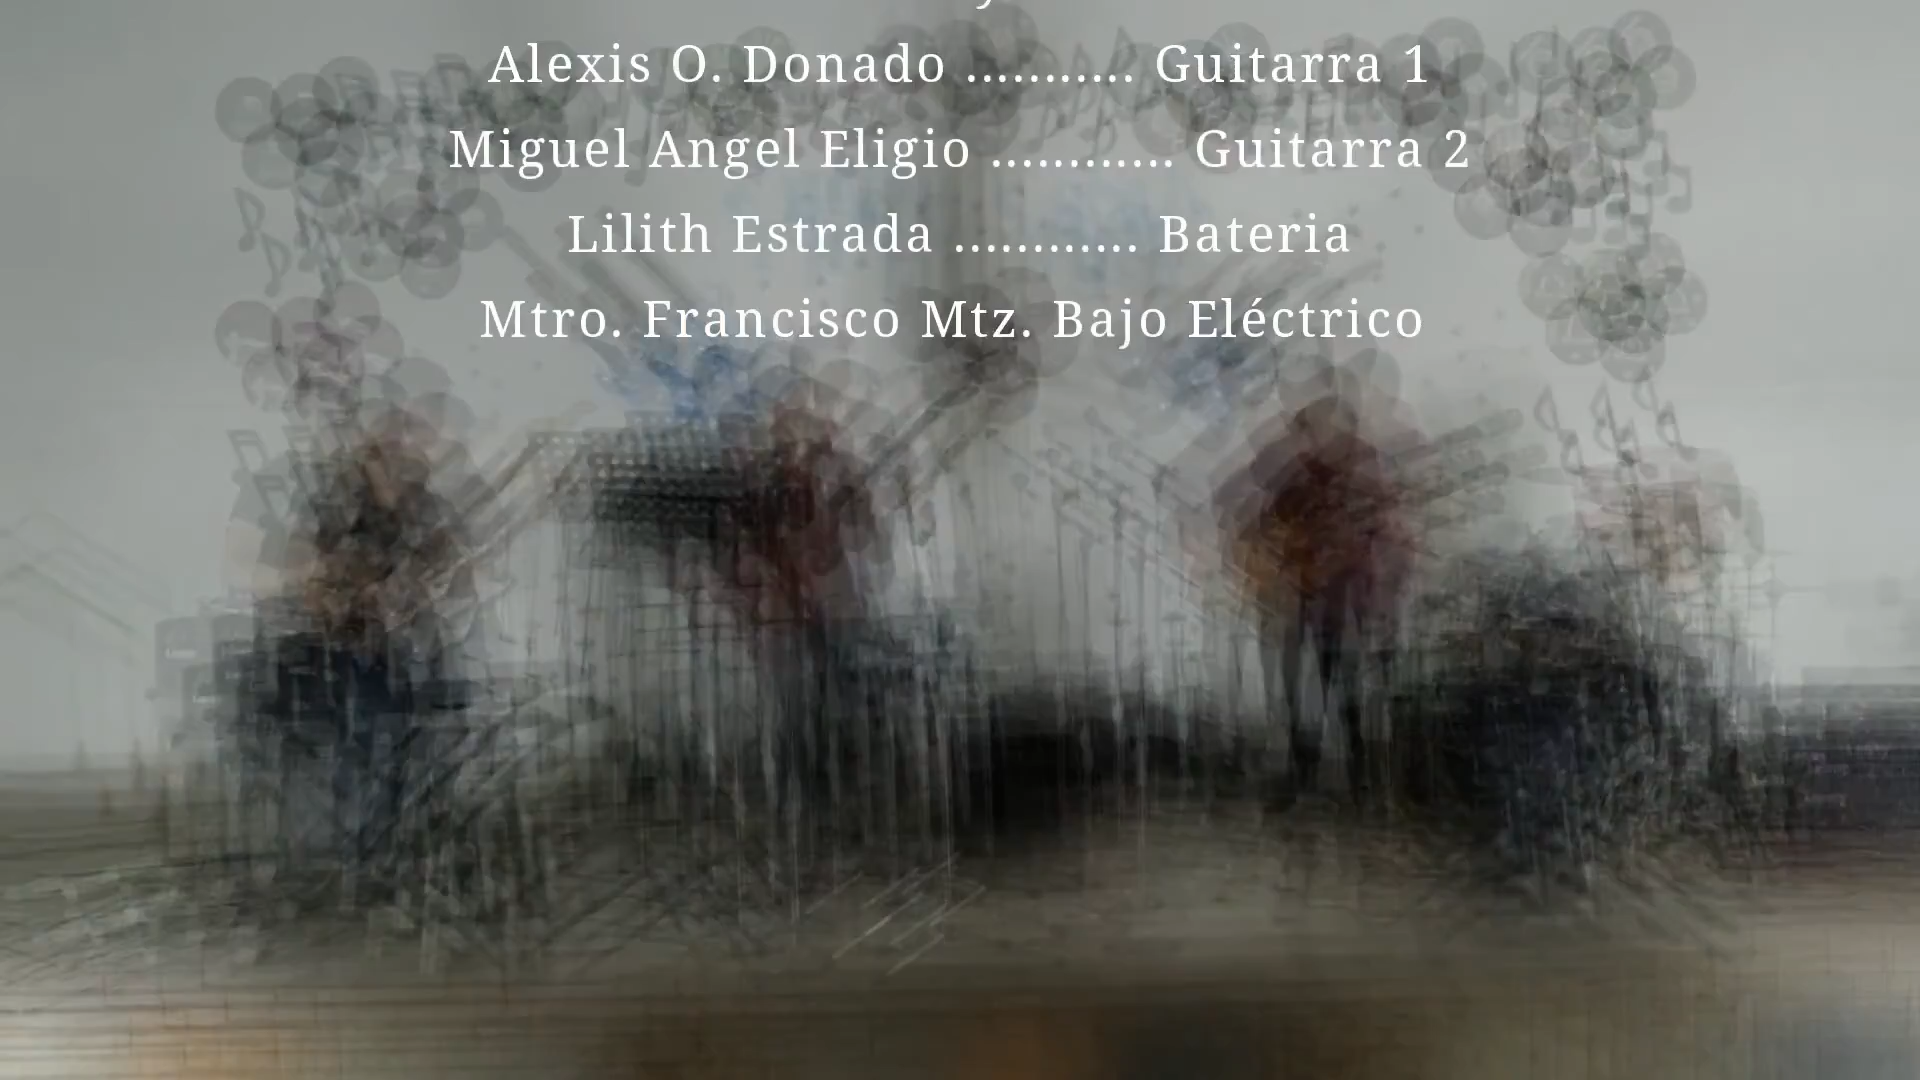 Alexis O. Donado ........... Guitarra 1
Miguel Angel Eligio ............ Guitarra 2
Lilith Estrada ............ Bateria
Mtro. Francisco Mtz. Bajo Eléctrico